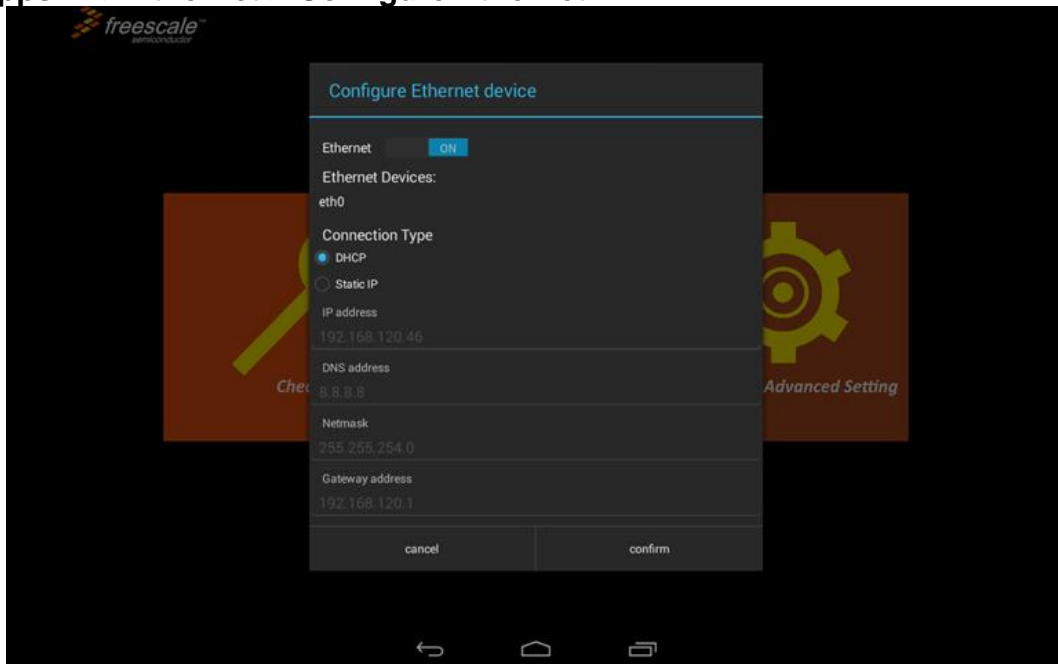 freescale™
semiconductor
Configure Ethernet device
Ethernet ON
Ethernet Devices:
eth0
Connection Type
DHCP
Static IP
IP address
192.168.120.46
DNS address
8.8.8.8
Netmask
255.255.254.0
Gateway address
192.168.120.1
cancel confirm
Advanced Setting